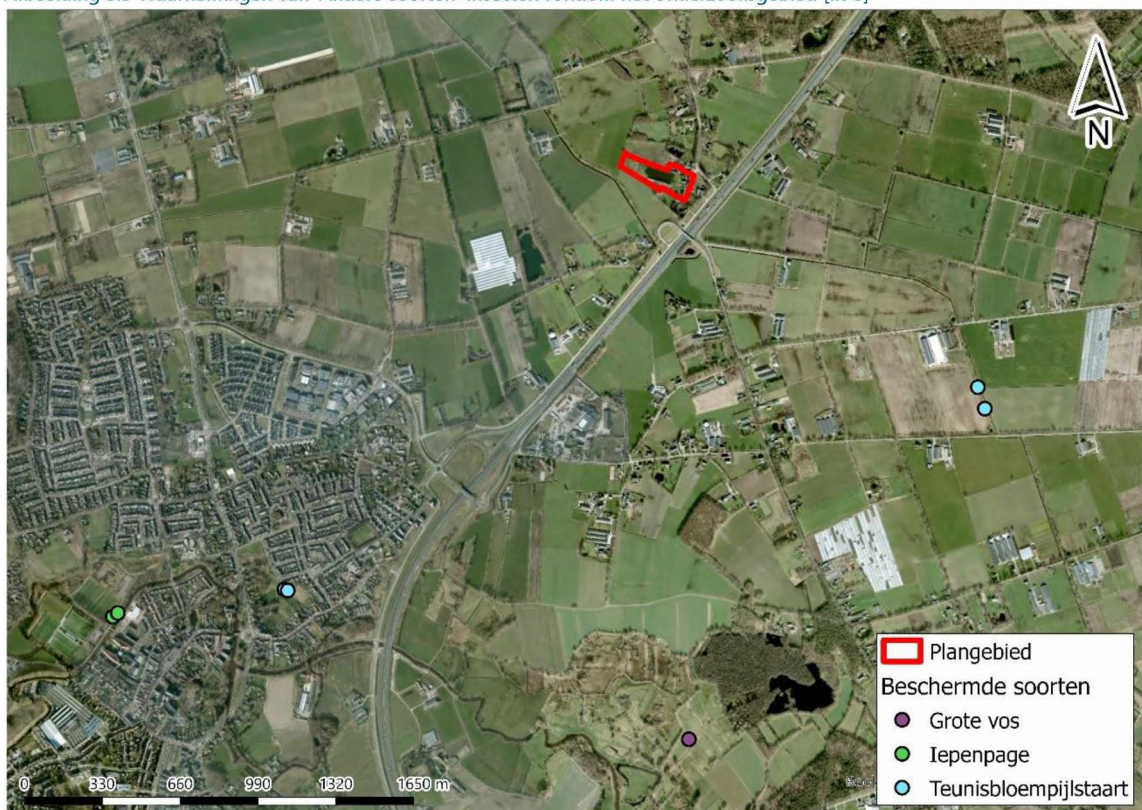 N
Plangebied
Beschermde soorten
Grote vos
Iepenpage
Teunisbloempijlstaart
0 330 660 990 1320 1650 m